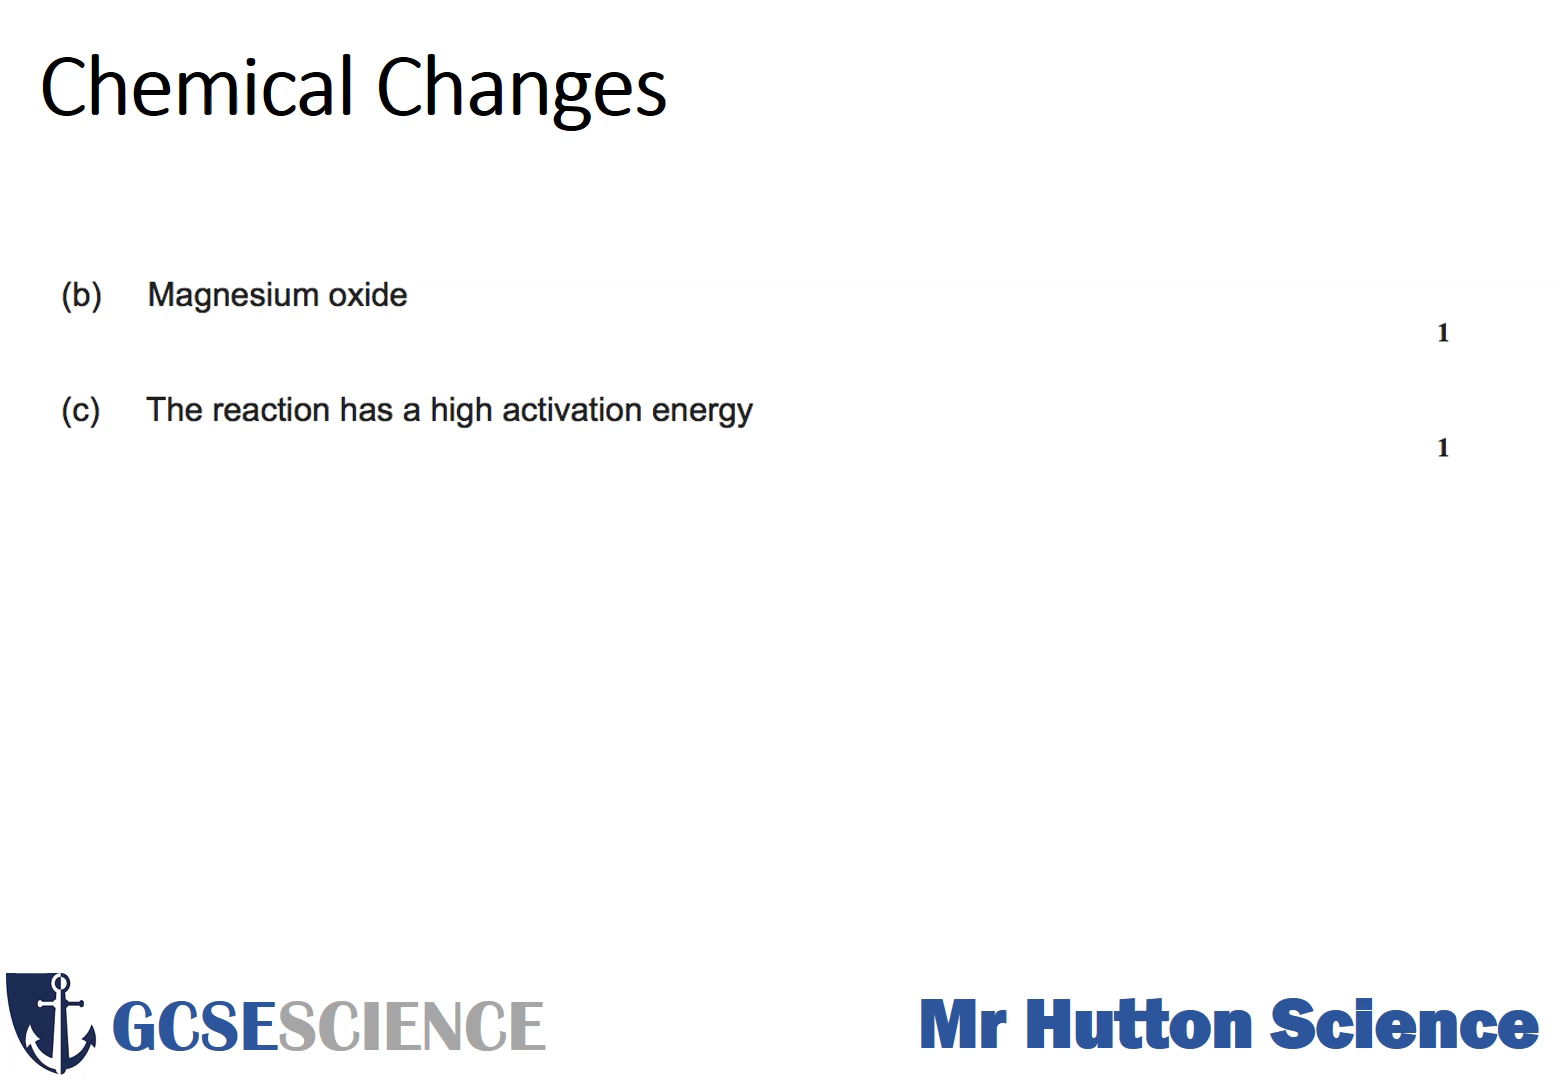 Chemical Changes
(b) Magnesium oxide
1
(c) The reaction has a high activation energy
1
GCSESCIENCE
Mr Hutton Science